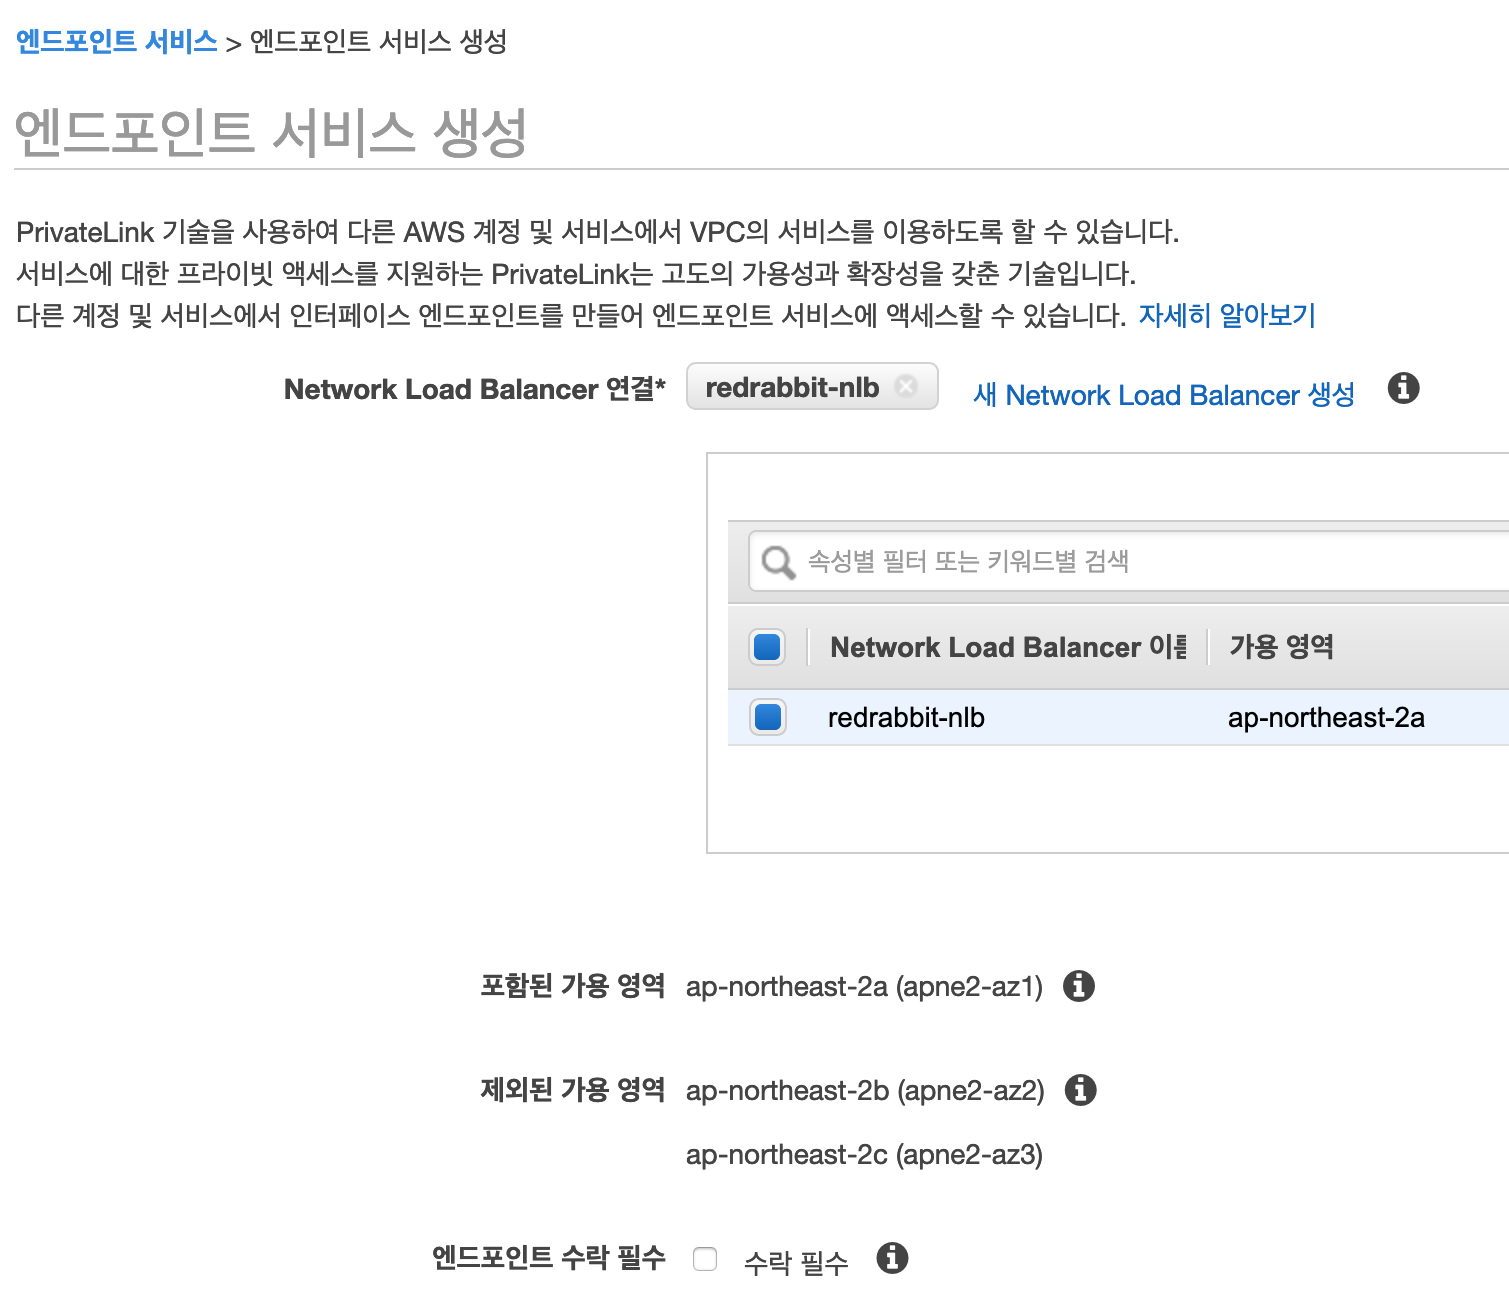 엔드포인트 서비스 > 엔드포인트 서비스 생성
엔드포인트 서비스 생성
PrivateLink 기술을 사용하여 다른 AWS 계정 및 서비스에서 VPC의 서비스를 이용하도록 할 수 있습니다.
서비스에 대한 프라이빗 액세스를 지원하는 PrivateLink는 고도의 가용성과 확장성을 갖춘 기술입니다.
다른 계정 및 서비스에서 인터페이스 엔드포인트를 만들어 엔드포인트 서비스에 액세스할 수 있습니다. 자세히 알아보기
Network Load Balancer 연결* redrabbit-nlb 새 Network Load Balancer 생성
속성별 필터 또는 키워드별 검색
Network Load Balancer 이름 가용 영역
redrabbit-nlb ap-northeast-2a
포함된 가용 영역 ap-northeast-2a (apne2-az1)
제외된 가용 영역 ap-northeast-2b (apne2-az2)
ap-northeast-2c (apne2-az3)
엔드포인트 수락 필수 수락 필수